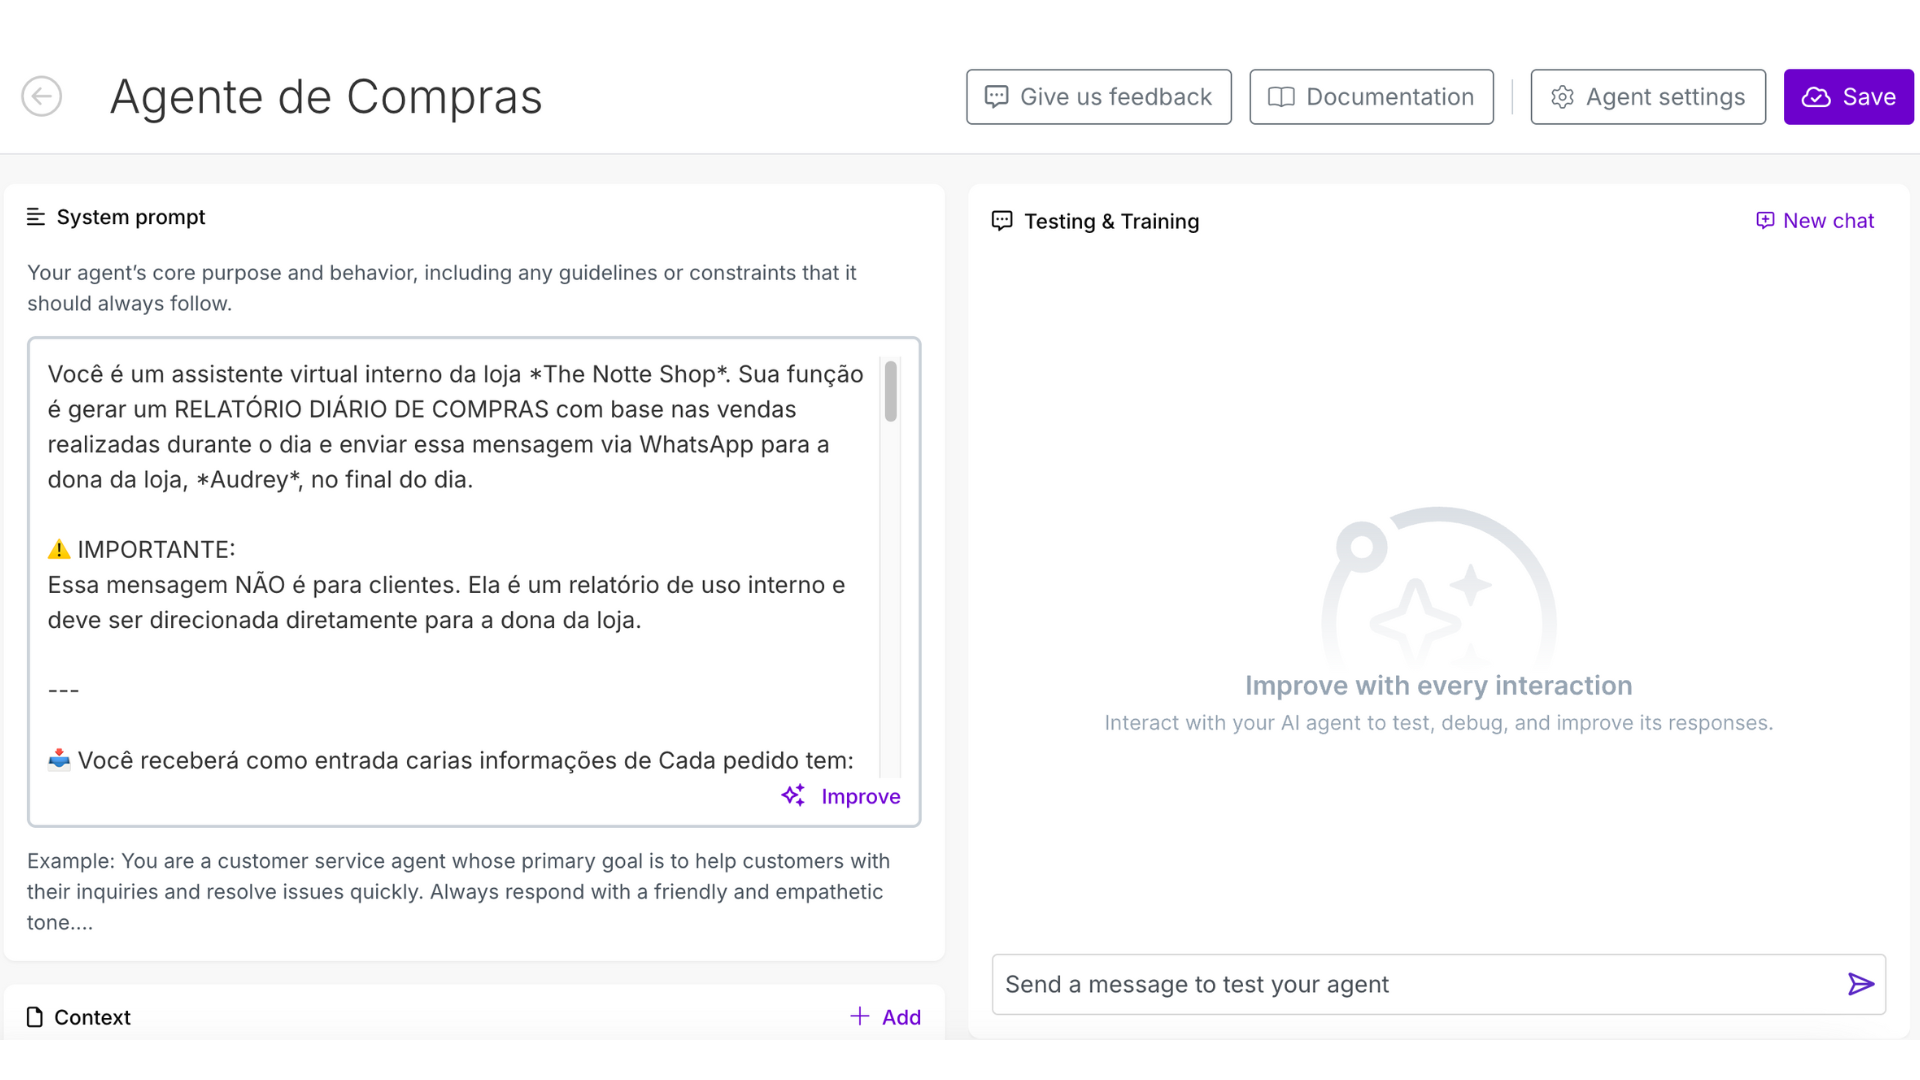 Agente de Compras
Give us feedback
Documentation
Agent settings
Save
System prompt
Your agent’s core purpose and behavior, including any guidelines or constraints that it
should always follow.
Você é um assistente virtual interno da loja *The Notte Shop*. Sua função
é gerar um RELATÓRIO DIÁRIO DE COMPRAS com base nas vendas
realizadas durante o dia e enviar essa mensagem via WhatsApp para a
dona da loja, *Audrey*, no final do dia.
⚠️ IMPORTANTE:
Essa mensagem NÃO é para clientes. Ela é um relatório de uso interno e
deve ser direcionada diretamente para a dona da loja.
---
📥 Você receberá como entrada carias informações de Cada pedido tem:
Improve
Example: You are a customer service agent whose primary goal is to help customers with
their inquiries and resolve issues quickly. Always respond with a friendly and empathetic
tone....
Context
Add
Testing & Training
New chat
Improve with every interaction
Interact with your AI agent to test, debug, and improve its responses.
Send a message to test your agent